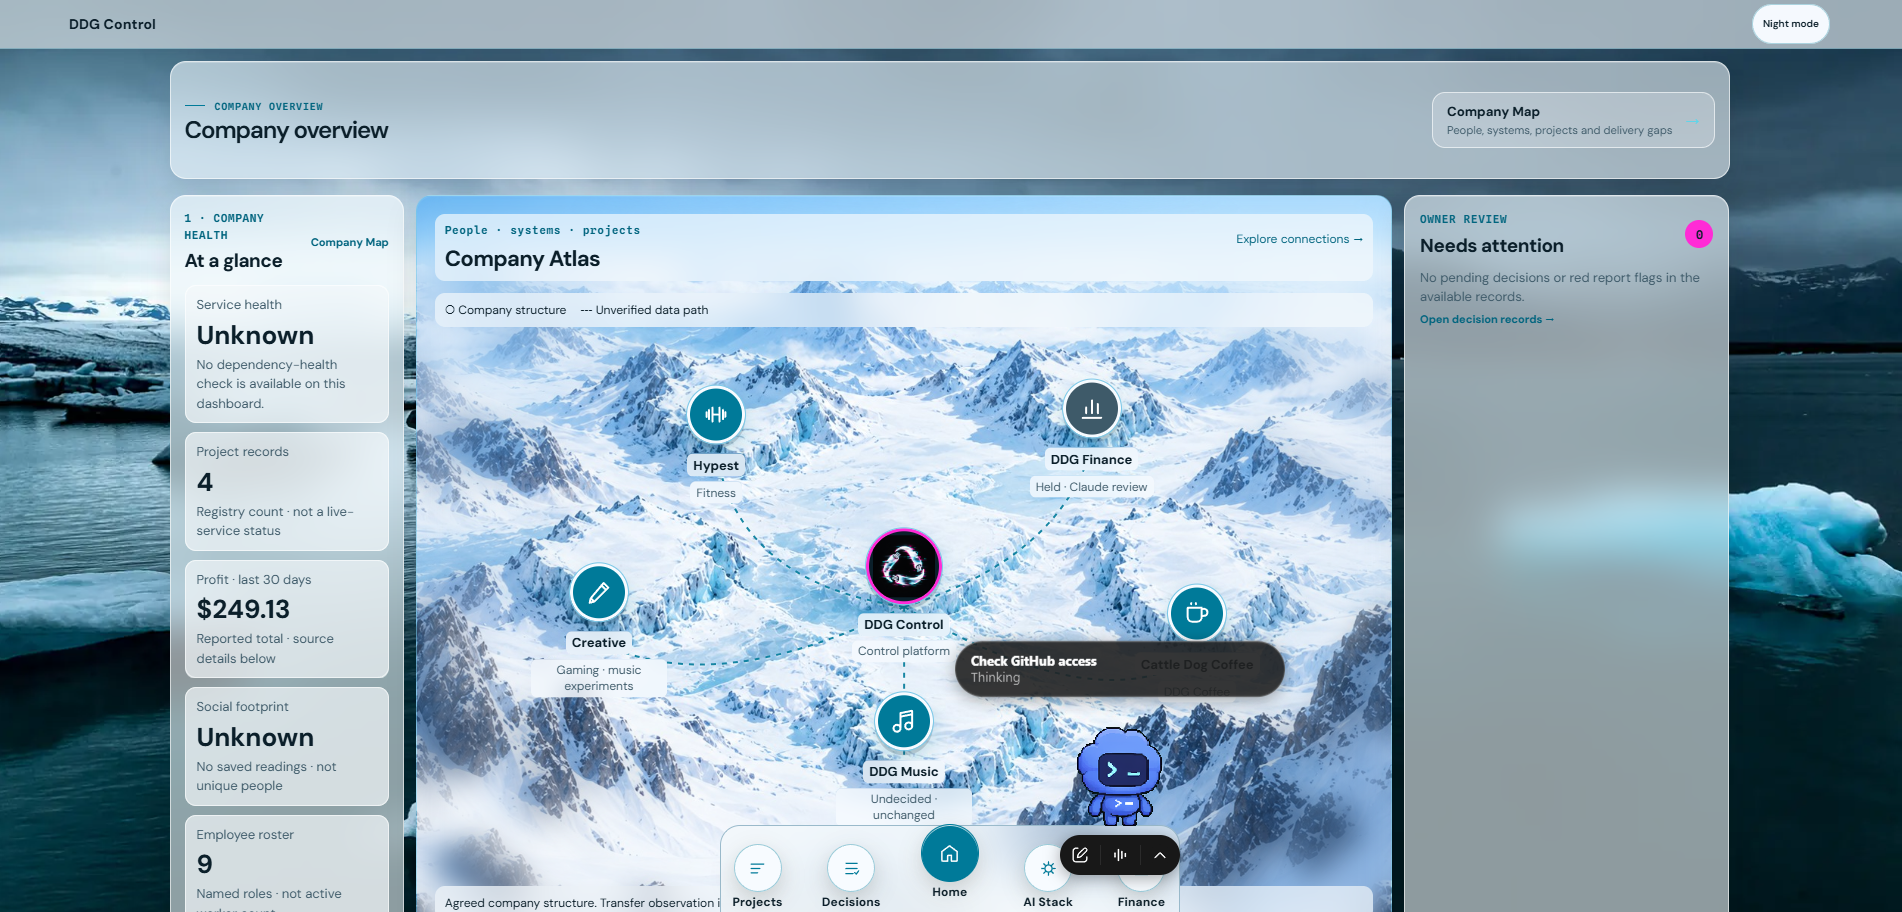 DDG Control
Night mode
COMPANY OVERVIEW
Company overview
Company Map
People, systems, projects and delivery gaps →
1 · COMPANY
HEALTH
Company Map
At a glance
Service health
Unknown
No dependency-health
check is available on this
dashboard.
Project records
4
Registry count · not a live-
service status
Profit · last 30 days
$249.13
Reported total · source
details below
Social footprint
Unknown
No saved readings · not
unique people
Employee roster
9
Named roles · not active
worker count
People · systems · projects
Company Atlas
Explore connections →
Company structure --- Unverified data path
Hypest
Fitness
DDG Finance
Held · Claude review
Creative
Gaming · music
experiments
DDG Control
Control platform
Cattle Dog Coffee
DDG Coffee
Check GitHub access
Thinking
DDG Music
Undecided ·
unchanged
Agreed company structure. Transfer observation i
OWNER REVIEW
Needs attention
0
No pending decisions or red report flags in the
available records.
Open decision records →
Projects
Decisions
Home
AI Stack
Finance